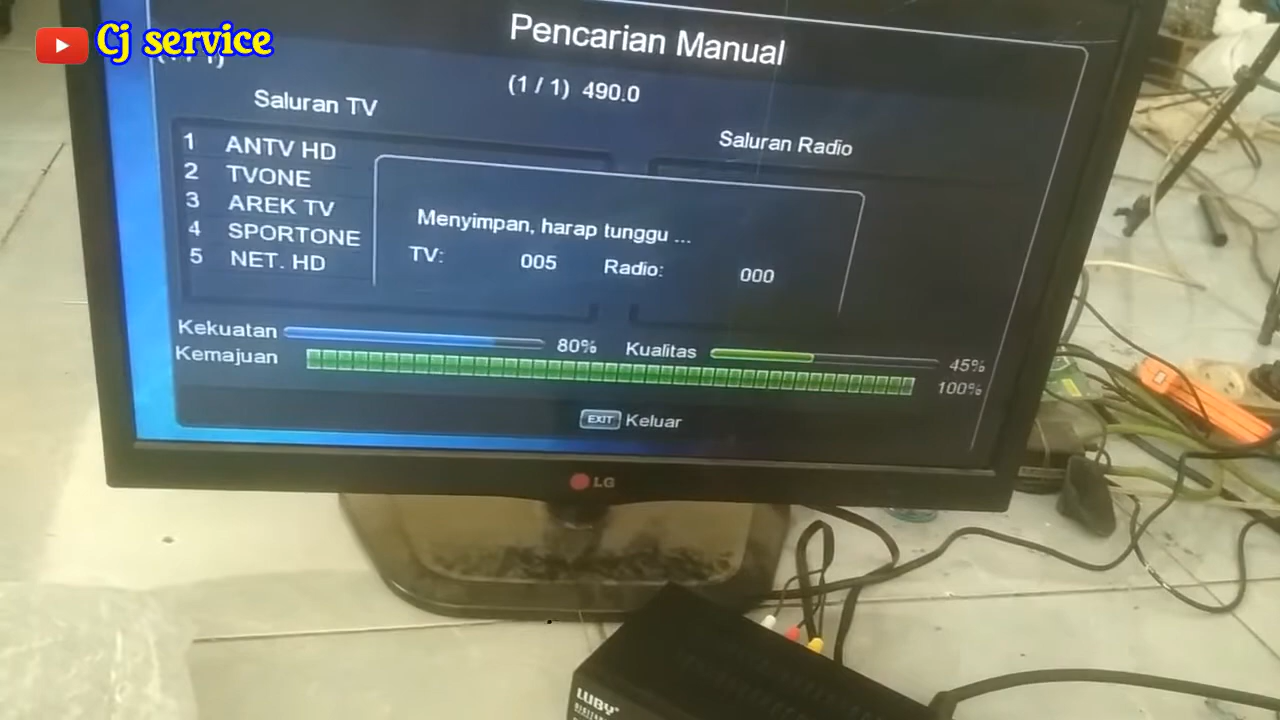 Cj service
Pencarian Manual
(1 / 1) 490.0
Saluran TV
Saluran Radio
1 ANTV HD
2 TVONE
3 AREK TV
4 SPORTONE
5 NET. HD
Menyimpan, harap tunggu ...
TV: 005 Radio: 000
Kekuatan 80% Kualitas 45%
Kemajuan 100%
EXIT Keluar
LG
LUBY